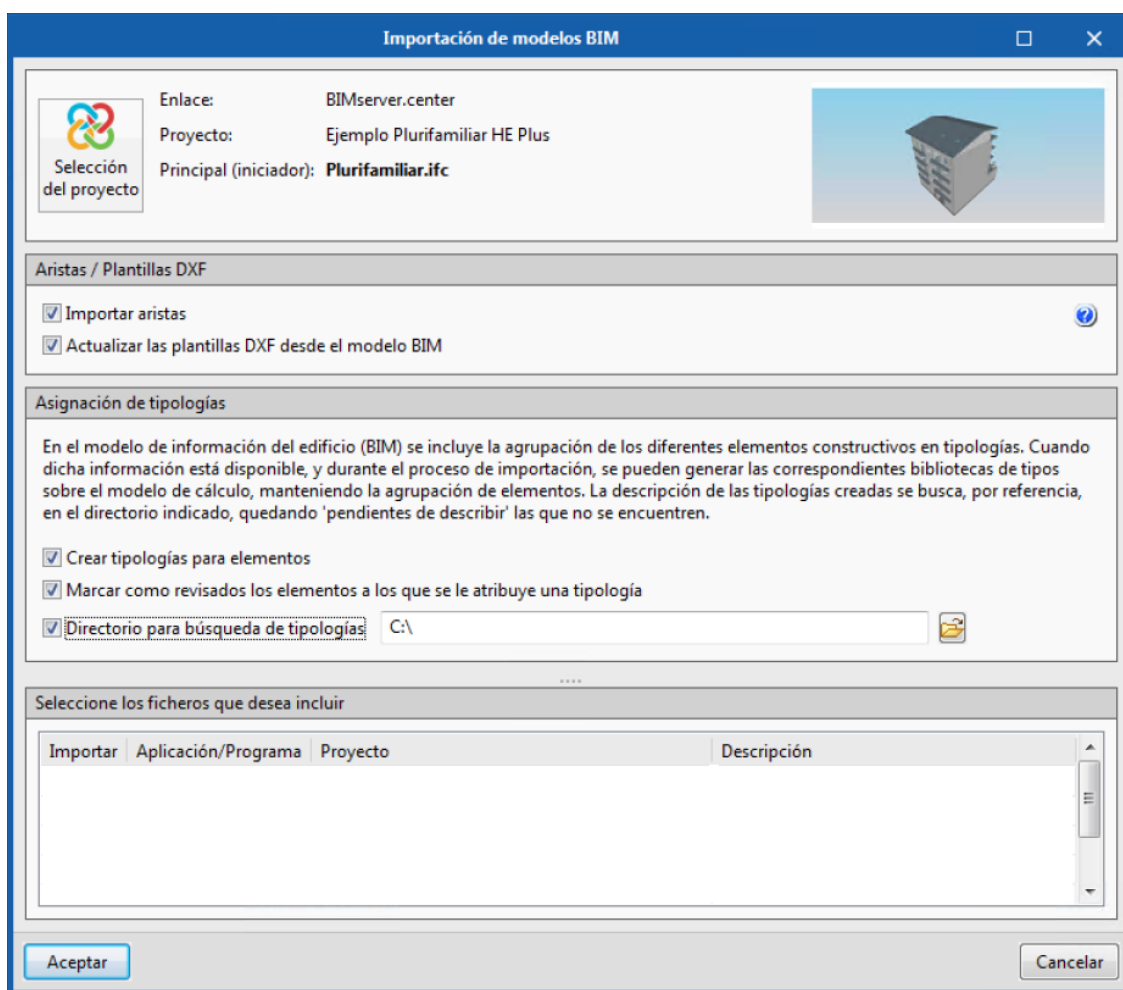 Importación de modelos BIM
Selección
del proyecto
Enlace: BIMserver.center
Proyecto: Ejemplo Plurifamiliar HE Plus
Principal (iniciador): Plurifamiliar.ifc
Aristas / Plantillas DXF
Importar aristas
Actualizar las plantillas DXF desde el modelo BIM
Asignación de tipologías
En el modelo de información del edificio (BIM) se incluye la agrupación de los diferentes elementos constructivos en tipologías. Cuando
dicha información está disponible, y durante el proceso de importación, se pueden generar las correspondientes bibliotecas de tipos
sobre el modelo de cálculo, manteniendo la agrupación de elementos. La descripción de las tipologías creadas se busca, por referencia,
en el directorio indicado, quedando 'pendientes de describir' las que no se encuentren.
Crear tipologías para elementos
Marcar como revisados los elementos a los que se le atribuye una tipología
Directorio para búsqueda de tipologías C:\
Seleccione los ficheros que desea incluir
Importar Aplicación/Programa Proyecto Descripción
Aceptar Cancelar